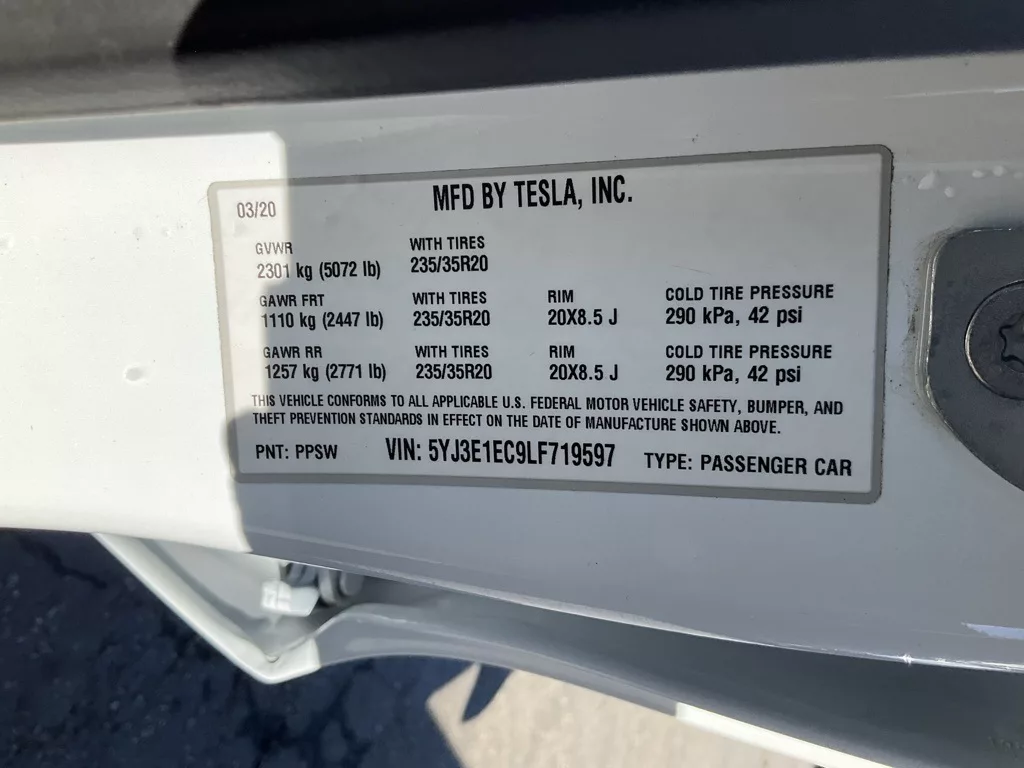 MFD BY TESLA, INC.
03/20
GVWR WITH TIRES
2301 kg (5072 lb) 235/35R20
GAWR FRT WITH TIRES RIM COLD TIRE PRESSURE
1110 kg (2447 lb) 235/35R20 20X8.5 J 290 kPa, 42 psi
GAWR RR WITH TIRES RIM COLD TIRE PRESSURE
1257 kg (2771 lb) 235/35R20 20X8.5 J 290 kPa, 42 psi
THIS VEHICLE CONFORMS TO ALL APPLICABLE U.S. FEDERAL MOTOR VEHICLE SAFETY, BUMPER, AND
THEFT PREVENTION STANDARDS IN EFFECT ON THE DATE OF MANUFACTURE SHOWN ABOVE.
PNT: PPSW VIN: 5YJ3E1EC9LF719597 TYPE: PASSENGER CAR